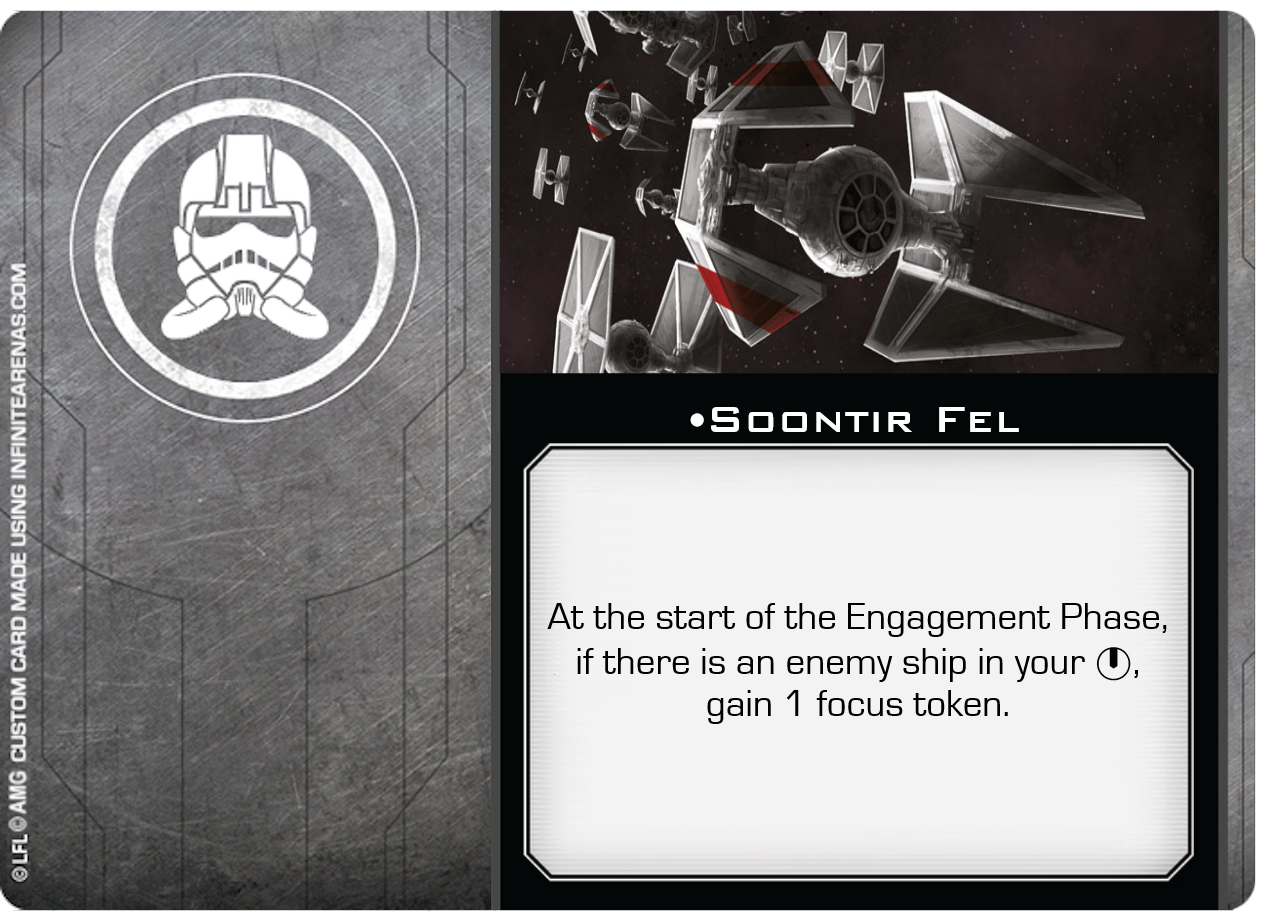 •Soontir Fel
At the start of the Engagement Phase,
if there is an enemy ship in your ,
gain 1 focus token.
©LFL ©AMG CUSTOM CARD MADE USING INFINITEARENAS.COM